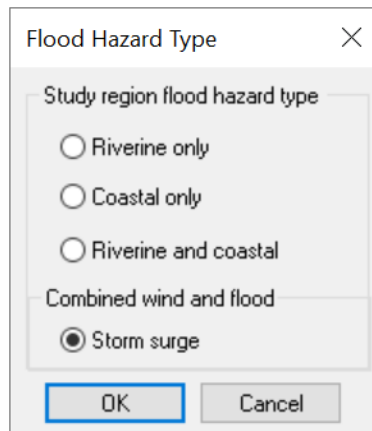 Flood Hazard Type
Study region flood hazard type
Riverine only
Coastal only
Riverine and coastal
Combined wind and flood
Storm surge
OK Cancel